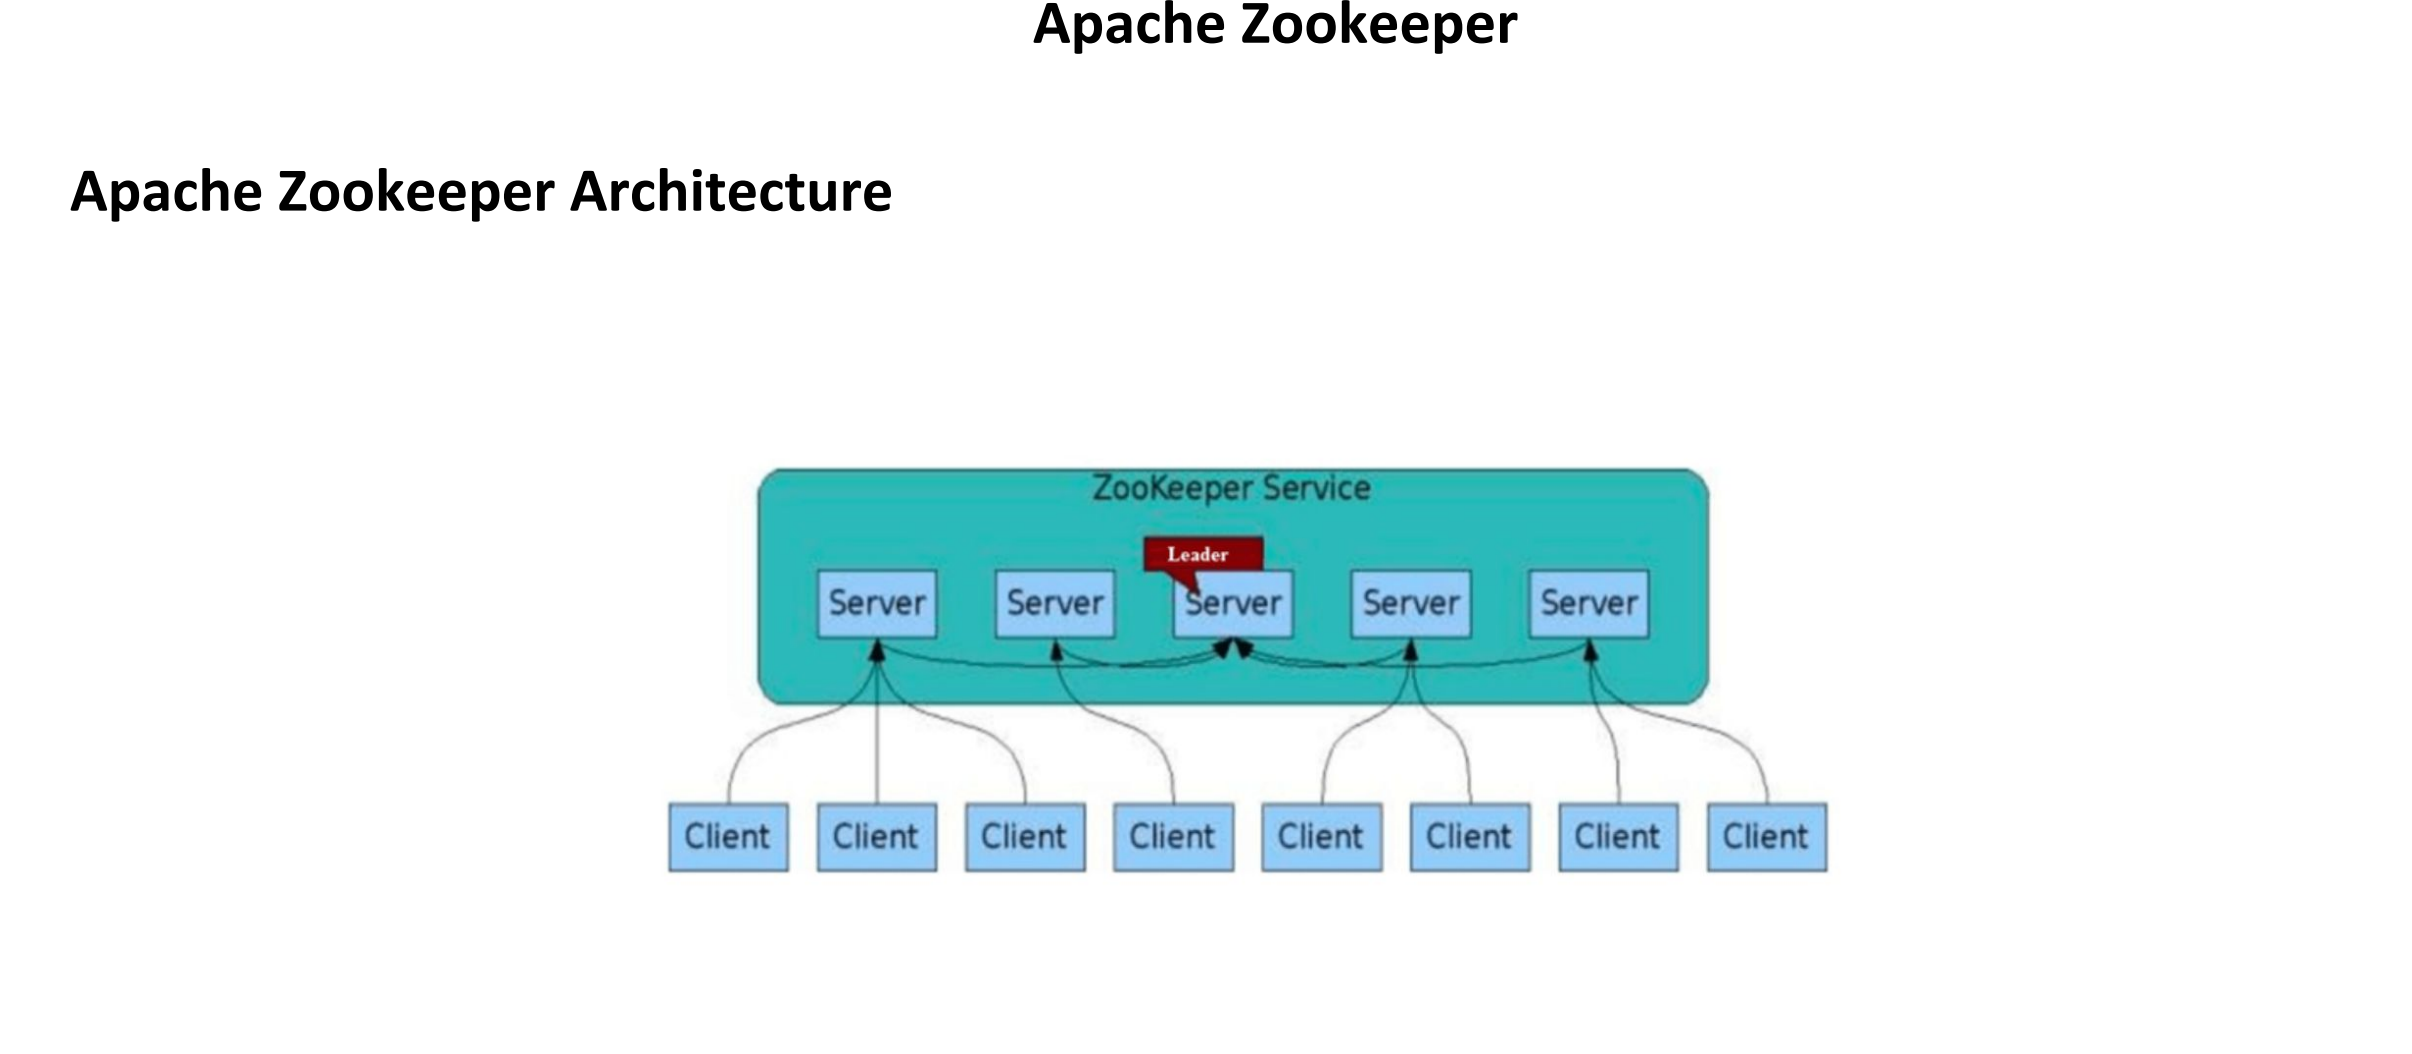 Apache Zookeeper
Apache Zookeeper Architecture
ZooKeeper Service
Leader
Server Server Server Server Server
Client Client Client Client Client Client Client Client